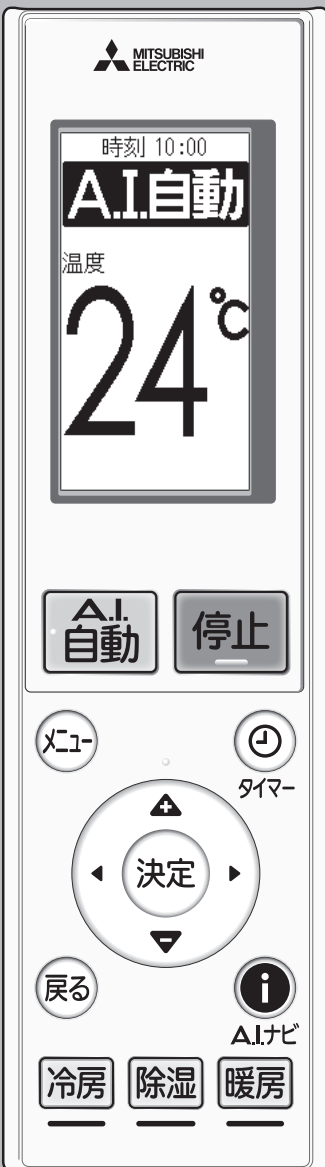 MITSUBISHI
ELECTRIC
時刻 10:00
A.I.自動
温度
24℃
A.I.
自動
停止
メニュー
タイマー
決定
戻る
i
A.I.ナビ
冷房 除湿 暖房